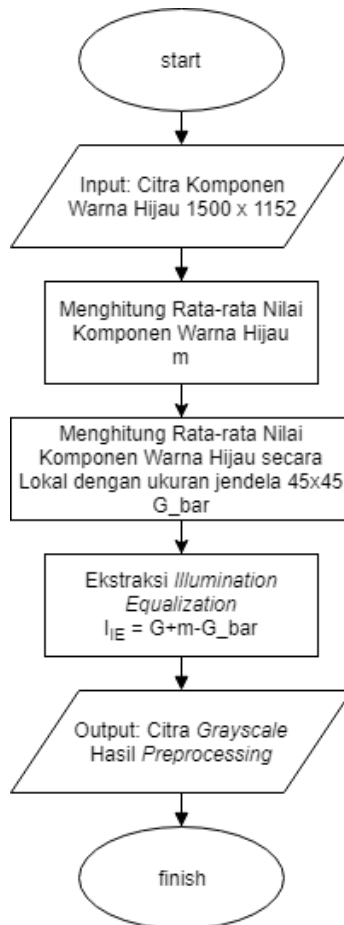 start
Input: Citra Komponen
Warna Hijau 1500 x 1152
Menghitung Rata-rata Nilai
Komponen Warna Hijau
m
Menghitung Rata-rata Nilai
Komponen Warna Hijau secara
Lokal dengan ukuran jendela 45x45
G_bar
Ekstraksi Illumination
Equalization
I_IE = G+m-G_bar
Output: Citra Grayscale
Hasil Preprocessing
finish